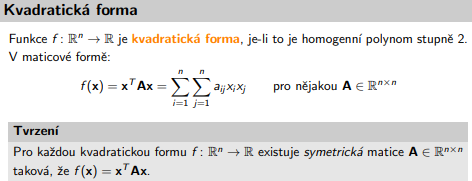 Kvadratická forma
Funkce f : ℝⁿ → ℝ je kvadratická forma, je-li to je homogenní polynom stupně 2.
V maticové formě:
f(x) = xᵀAx = ∑ⁿᵢ₌₁ ∑ⁿⱼ₌₁ aᵢⱼxᵢxⱼ pro nějakou A ∈ ℝⁿˣⁿ
Tvrzení
Pro každou kvadratickou formu f : ℝⁿ → ℝ existuje symetrická matice A ∈ ℝⁿˣⁿ
taková, že f(x) = xᵀAx.